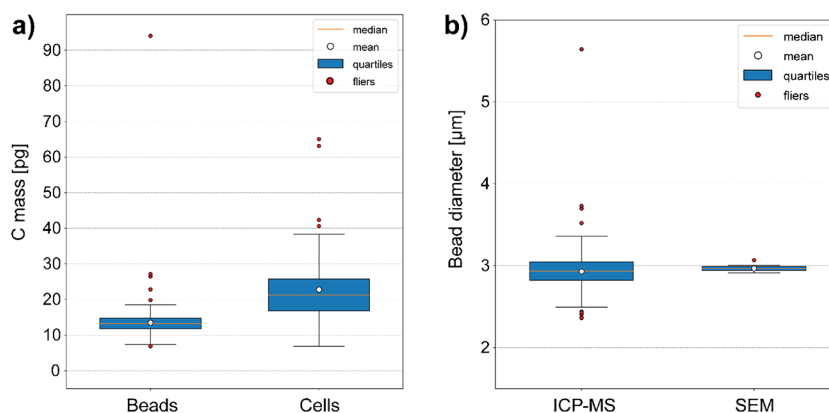 a)
C mass [pg]
90
80
70
60
50
40
30
20
10
0
Beads
Cells
median
mean
quartiles
fliers
b)
Bead diameter [µm]
6
5
4
3
2
ICP-MS
SEM
median
mean
quartiles
fliers